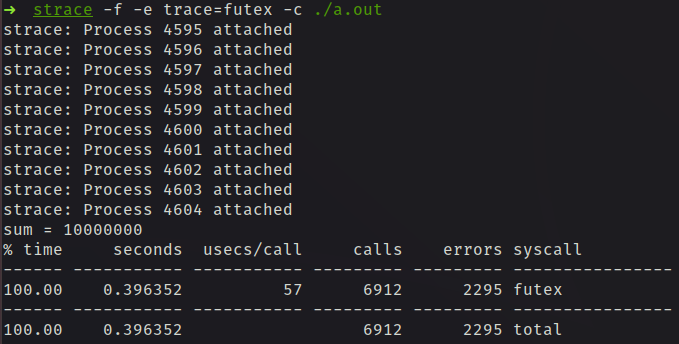 ➜ strace -f -e trace=futex -c ./a.out
strace: Process 4595 attached
strace: Process 4596 attached
strace: Process 4597 attached
strace: Process 4598 attached
strace: Process 4599 attached
strace: Process 4600 attached
strace: Process 4601 attached
strace: Process 4602 attached
strace: Process 4603 attached
strace: Process 4604 attached
sum = 10000000
% time     seconds  usecs/call     calls    errors syscall
------ ----------- ----------- --------- --------- ----------------
100.00    0.396352          57      6912      2295 futex
------ ----------- ----------- --------- --------- ----------------
100.00    0.396352                  6912      2295 total